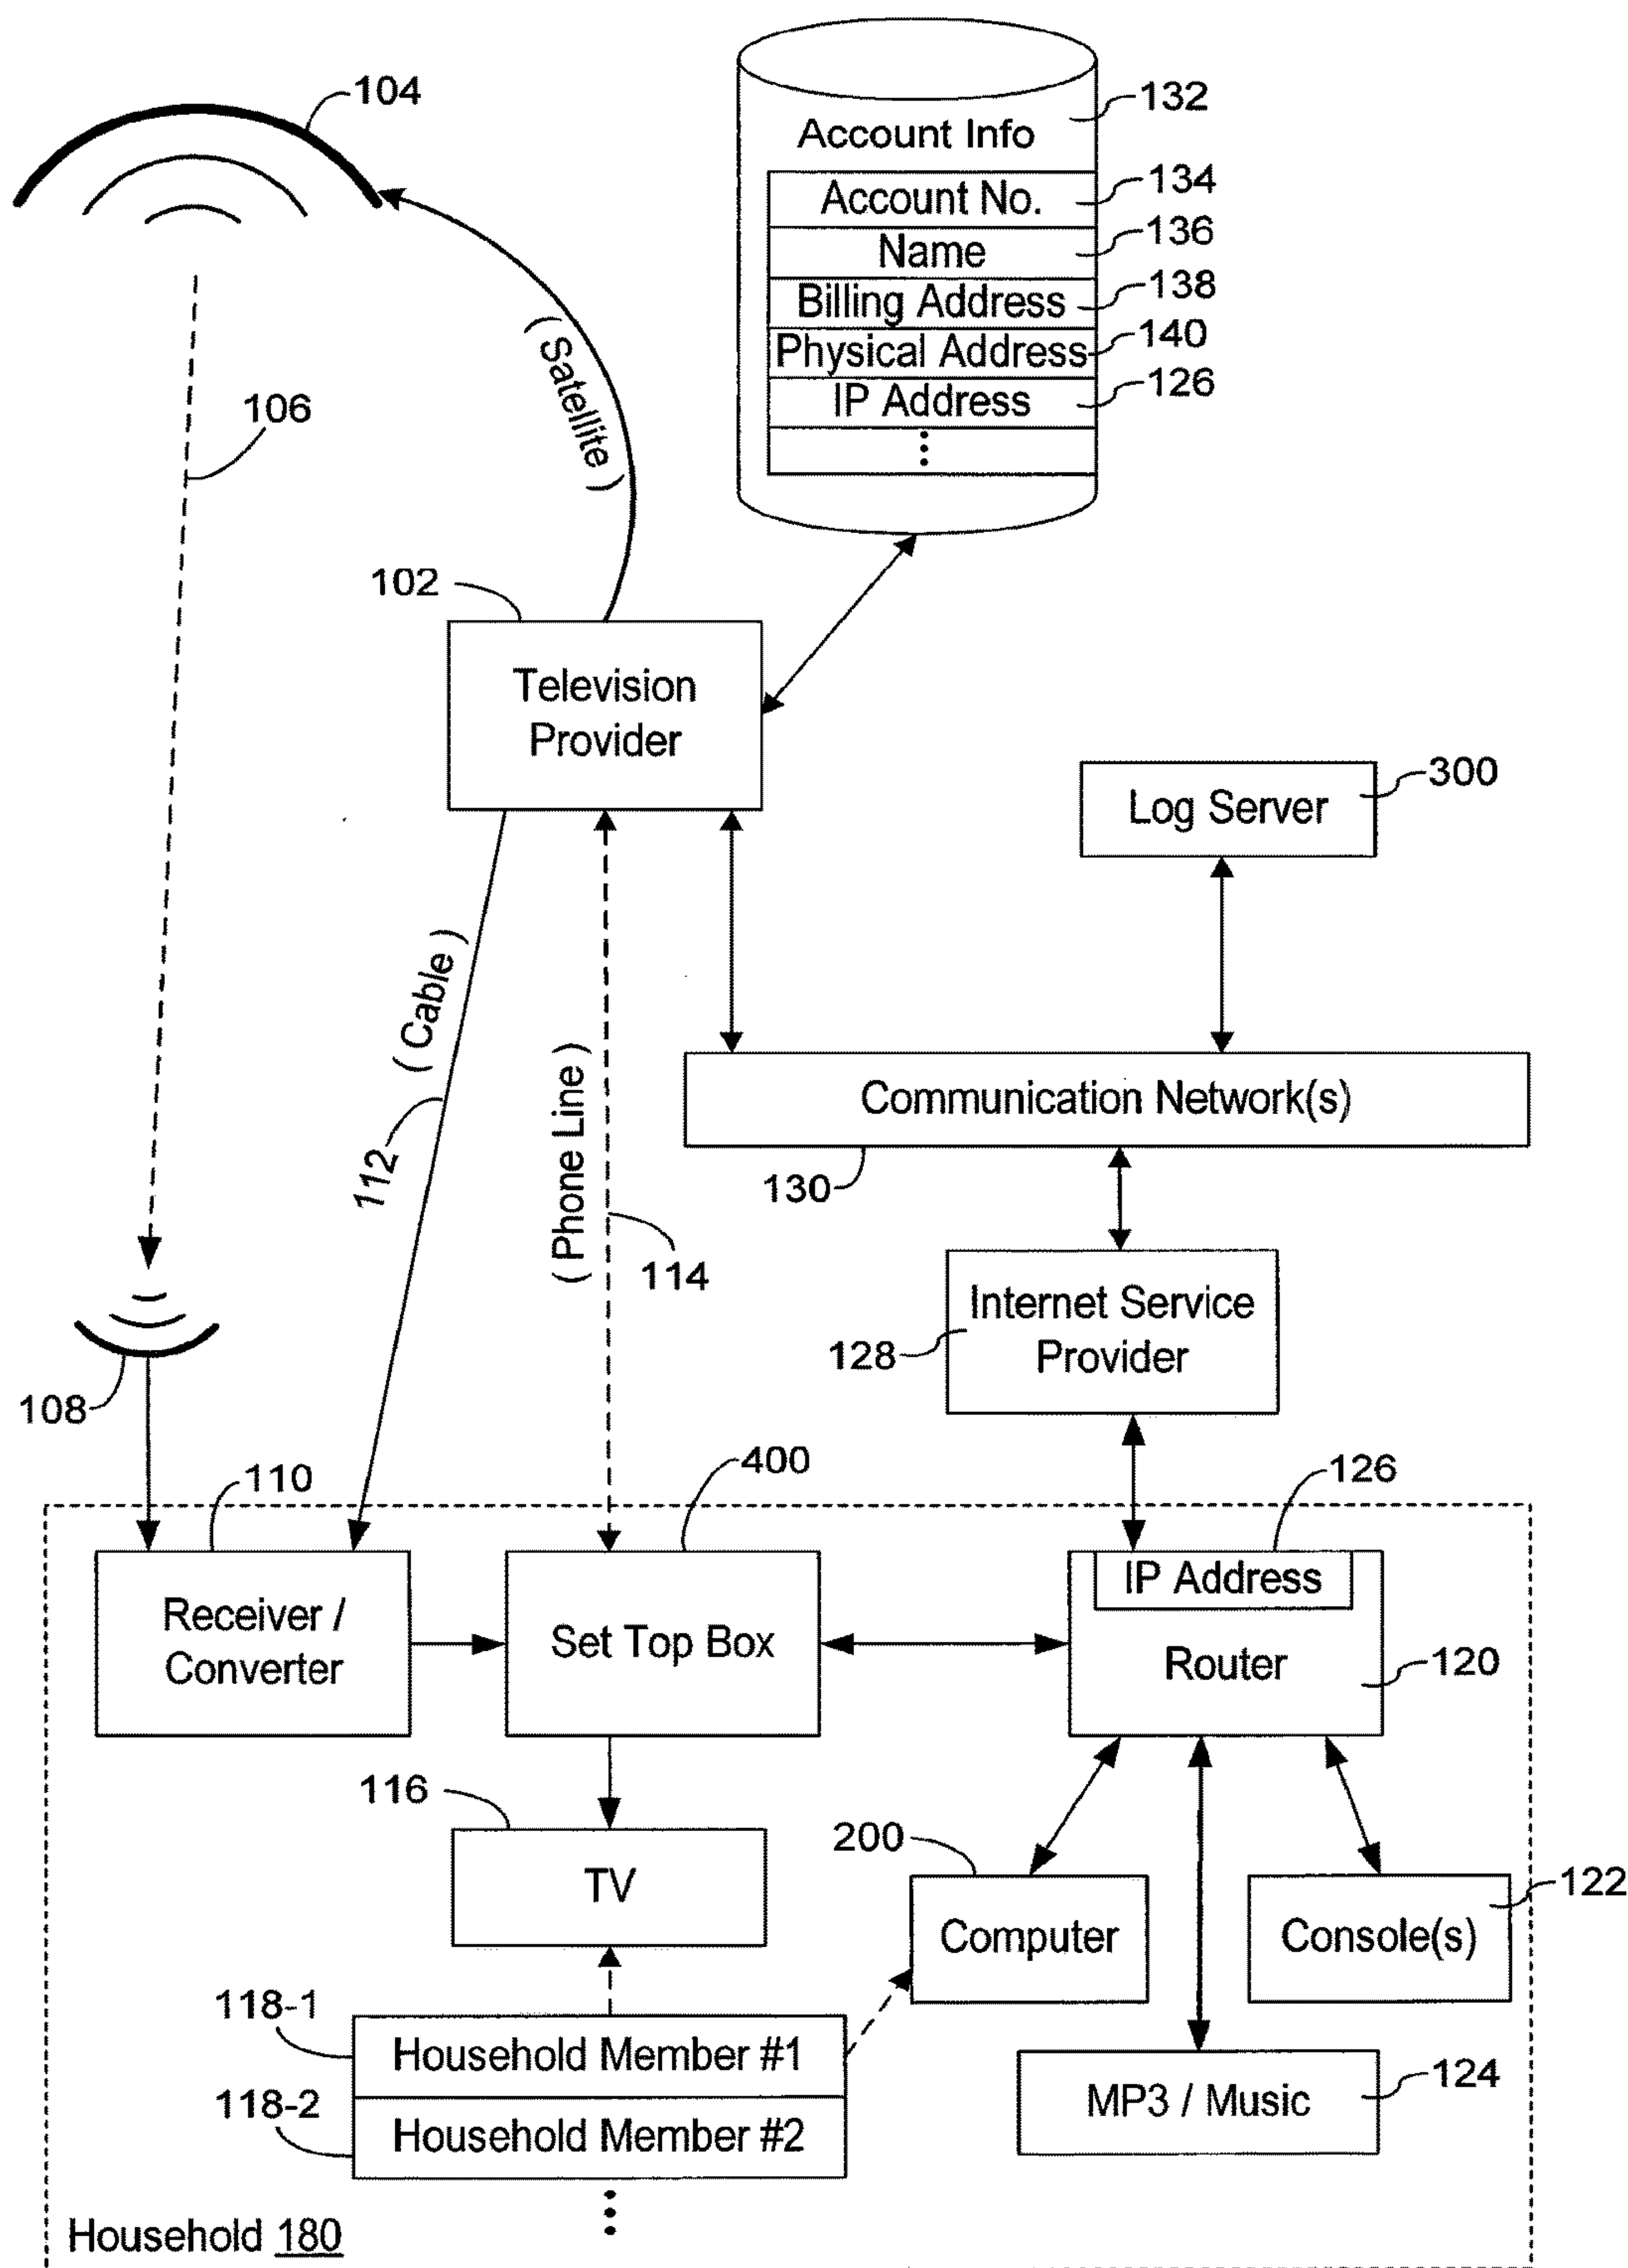 104
132
Account Info
134
Account No.
136
Name
138
Billing Address
140
Physical Address
126
IP Address
106
( Satellite )
102
Television
Provider
300
Log Server
( Cable )
112
( Phone Line )
114
Communication Network(s)
130
Internet Service
Provider
128
108
110
400
126
Receiver /
Converter
Set Top Box
IP Address
Router
120
116
TV
200
Computer
122
Console(s)
118-1
Household Member #1
118-2
Household Member #2
124
MP3 / Music
Household 180